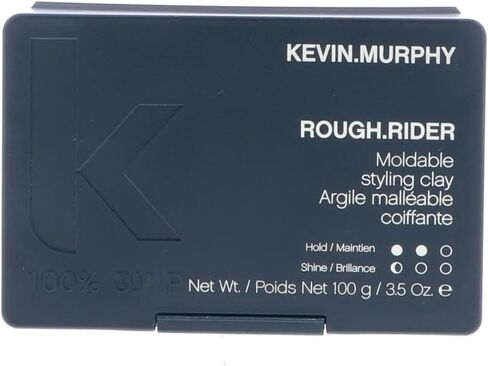 KEVIN.MURPHY
ROUGH.RIDER
Moldable
styling clay
Argile malléable
coiffante
Hold / Maintien
Shine / Brillance
100%
Net Wt. / Poids Net 100 g / 3.5 Oz. ℮